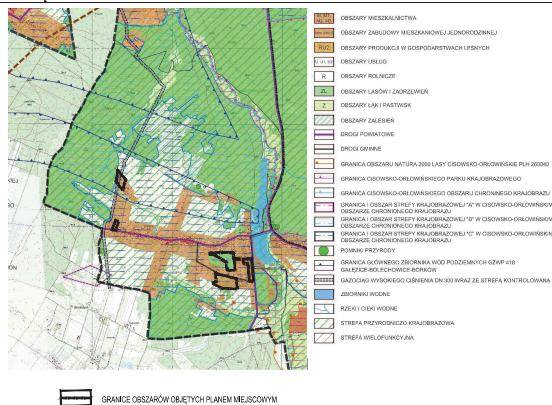 OBSZARY MIESZKALNICTWA
OBSZARY ZABUDOWY MIESZKANIOWEJ JEDNORODZINNEJ
RU2 OBSZARY PRODUKCJI W GOSPODARSTWACH LEŚNYCH
U, U1, U2 OBSZARY USŁUG
R OBSZARY ROLNICZE
ZL OBSZARY LASÓW I ZADRZEWIEŃ
Z OBSZARY ŁĄK I PASTWISK
OBSZARY ZALESIEŃ
DROGI POWIATOWE
DROGI GMINNE
GRANICA OBSZARU NATURA 2000 LASY CISOWSKO-ORŁOWIŃSKIE PLH 260040
GRANICA CISOWSKO-ORŁOWIŃSKIEGO PARKU KRAJOBRAZOWEGO
GRANICA CISOWSKO-ORŁOWIŃSKIEGO OBSZARU CHRONINEGO KRAJOBRAZU
GRANICA I OBSZAR STREFY KRAJOBRAZOWEJ "A" W CISOWSKO-ORŁOWIŃSKIM
OBSZARZE CHRONIONEGO KRAJOBRAZU
GRANICA I OBSZAR STREFY KRAJOBRAZOWEJ "B" W CISOWSKO-ORŁOWIŃSKIM
OBSZARZE CHRONIONEGO KRAJOBRAZU
GRANICA I OBSZAR STREFY KRAJOBRAZOWEJ "C" W CISOWSKO-ORŁOWIŃSKIM
OBSZARZE CHRONIONEGO KRAJOBRAZU
POMNIKI PRZYRODY
GRANICA GŁÓWNEGO ZBIORNIKA WÓD PODZIEMNYCH GZWP 418
GAŁĘZICE-BOLECHOWICE-BORKÓW
GAZOCIĄG WYSOKIEGO CIŚNIENIA DN 300 WRAZ ZE STREFĄ KONTROLOWANĄ
ZBIORNIKI WODNE
RZEKI I CIEKI WODNE
STREFA PRZYRODNICZO KRAJOBRAZOWA
STREFA WIELOFUNKCYJNA
GRANICE OBSZARÓW OBJĘTYCH PLANEM MIEJSCOWYM